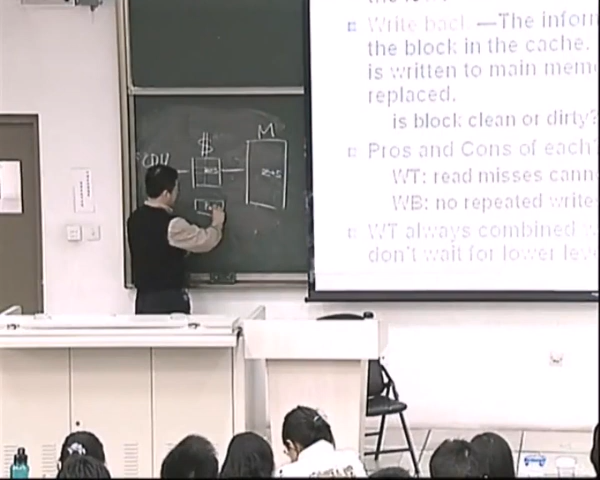 Write back —The infor
the block in the cache.
is written to main mem
replaced.
is block clean or dirty?
Pros and Cons of each
WT: read misses cann
WB: no repeated write
WT always combined
don't wait for lower lev
CPU
$
M